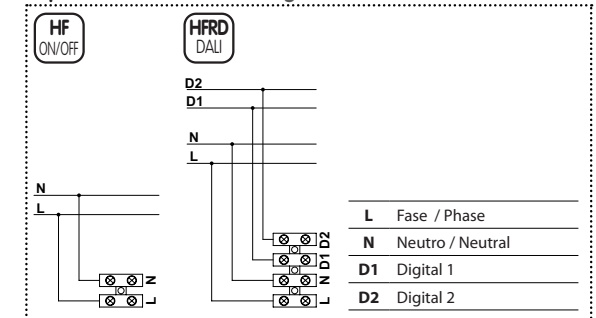 HF
ON/OFF
HFRD
DALI
D2
D1
N
L
N
L
N
L
D2
D1
N
L
L Fase / Phase
N Neutro / Neutral
D1 Digital 1
D2 Digital 2